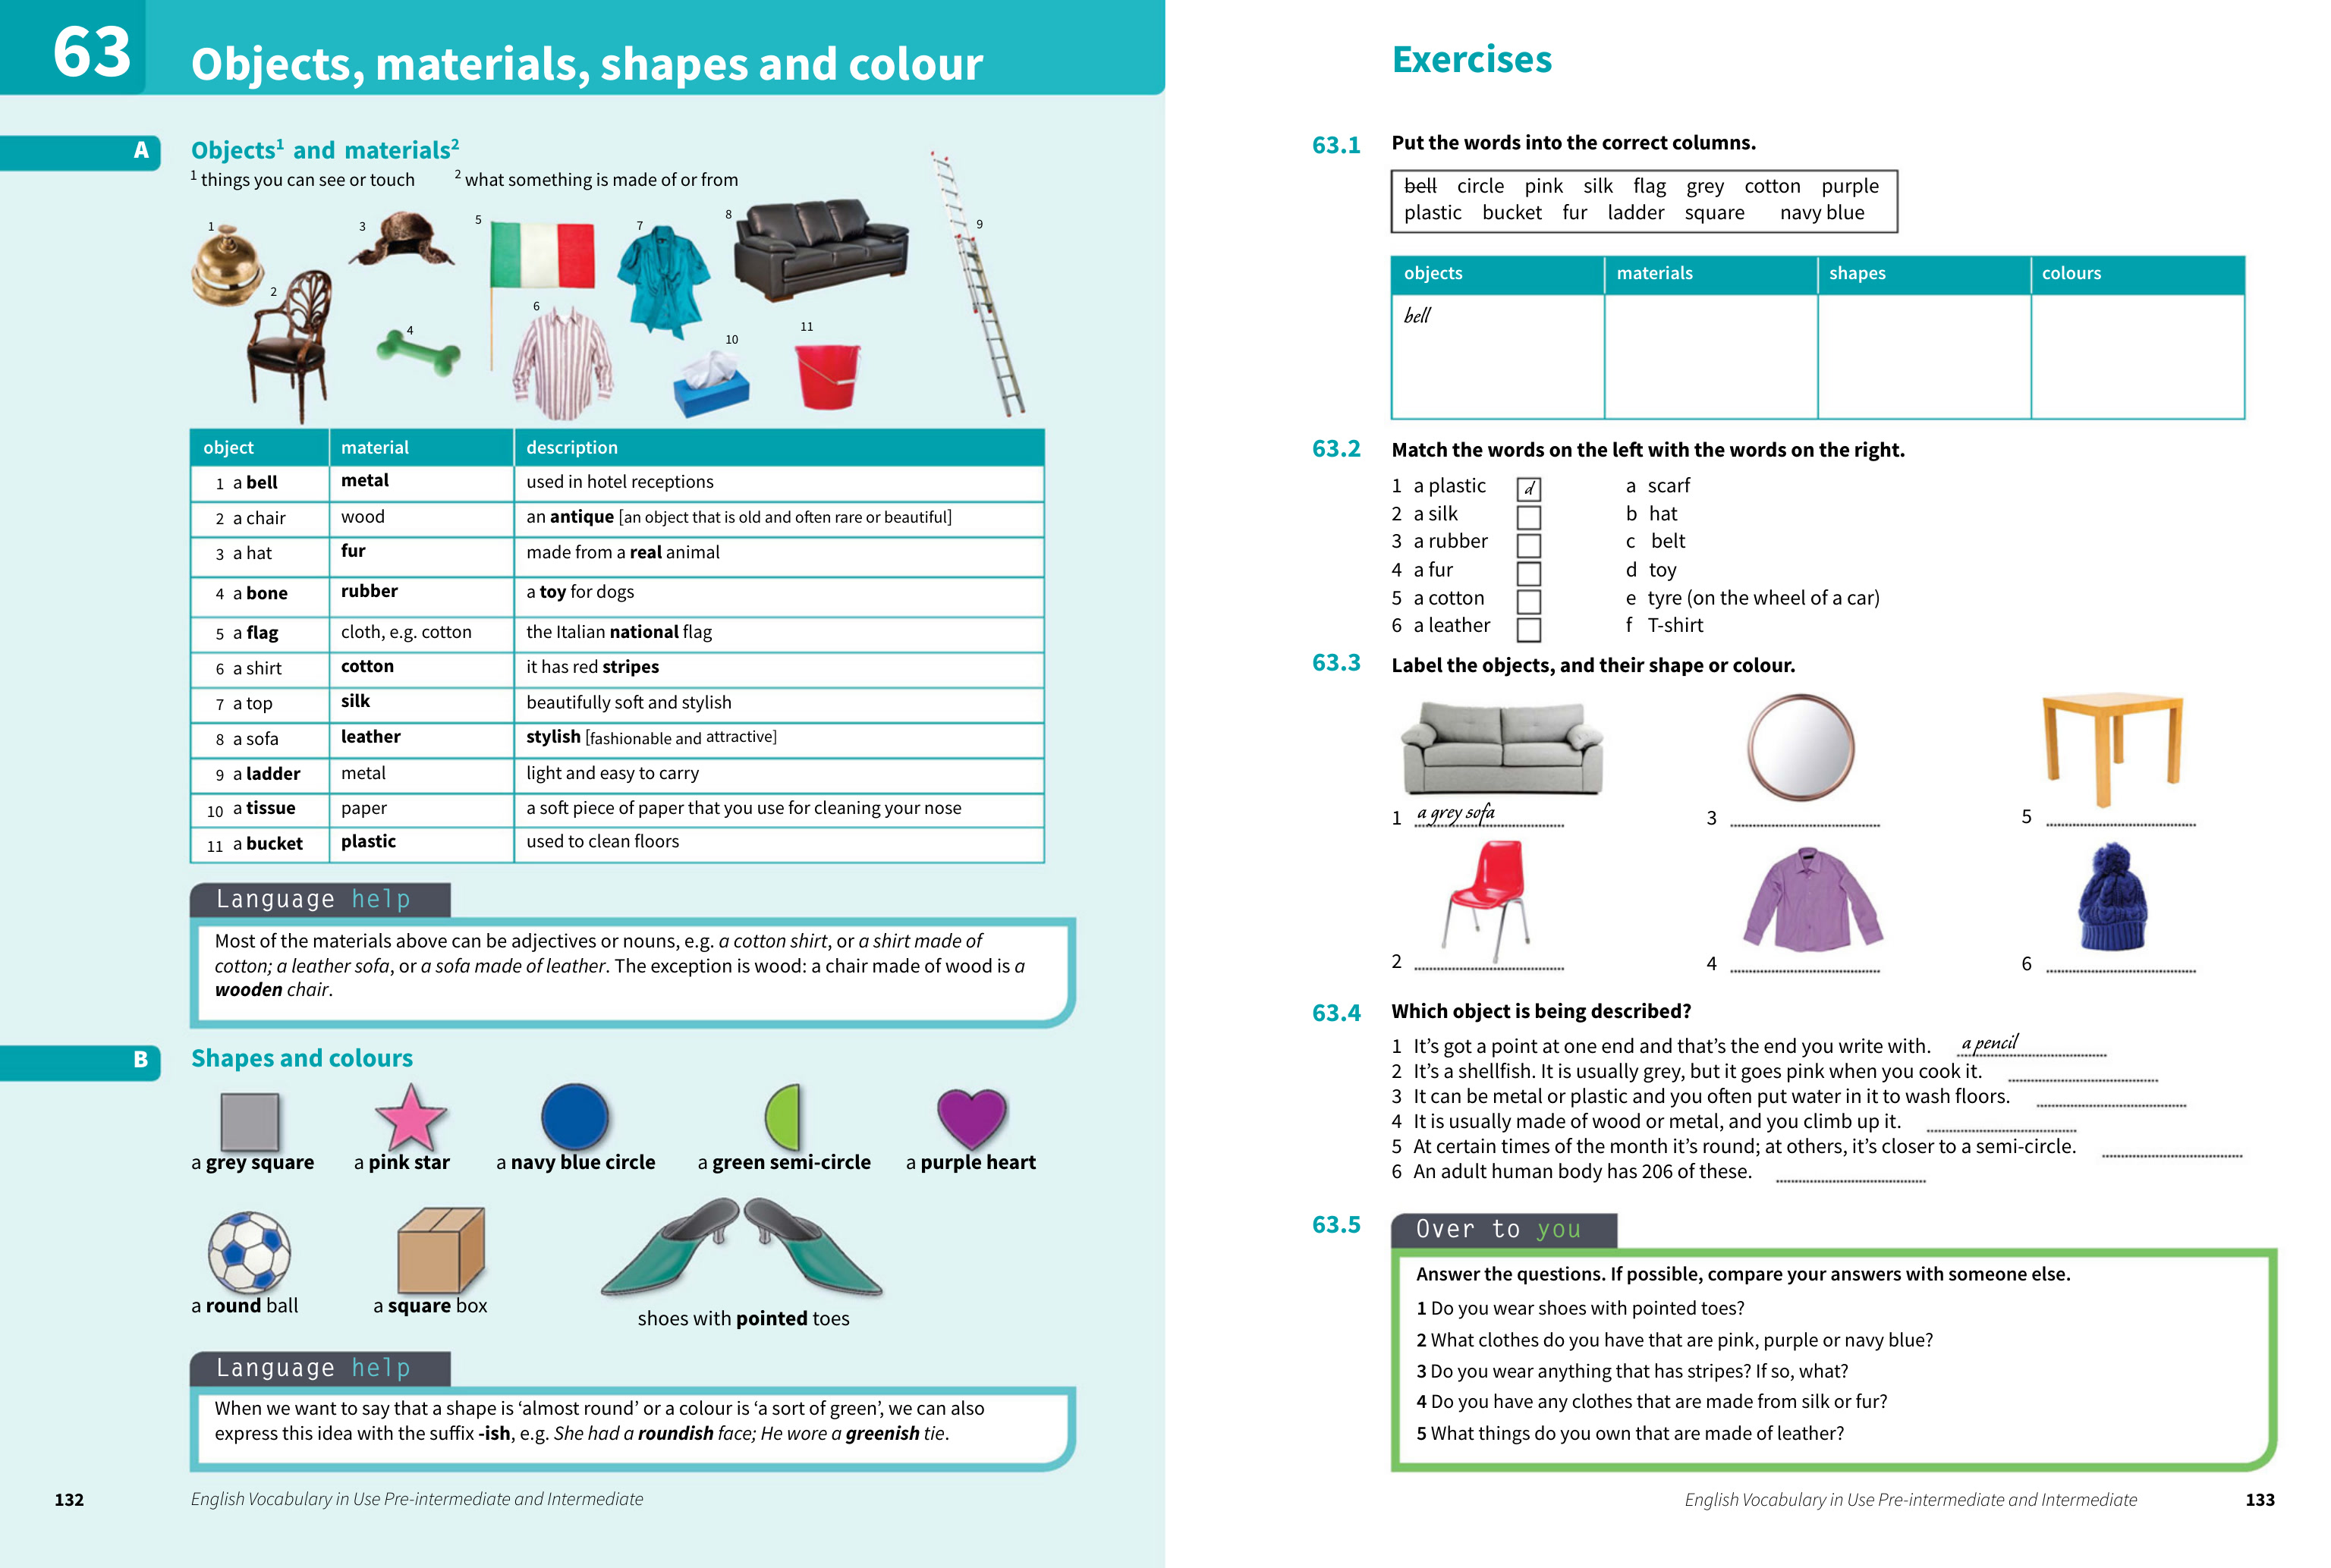 63
Objects, materials, shapes and colour
A
Objects¹ and materials²
¹ things you can see or touch
² what something is made of or from
1
2
3
4
5
6
7
8
9
10
11
object material description
1 a bell metal used in hotel receptions
2 a chair wood an antique [an object that is old and often rare or beautiful]
3 a hat fur made from a real animal
4 a bone rubber a toy for dogs
5 a flag cloth, e.g. cotton the Italian national flag
6 a shirt cotton it has red stripes
7 a top silk beautifully soft and stylish
8 a sofa leather stylish [fashionable and attractive]
9 a ladder metal light and easy to carry
10 a tissue paper a soft piece of paper that you use for cleaning your nose
11 a bucket plastic used to clean floors
Language help
Most of the materials above can be adjectives or nouns, e.g. a cotton shirt, or a shirt made of
cotton; a leather sofa, or a sofa made of leather. The exception is wood: a chair made of wood is a
wooden chair.
B
Shapes and colours
a grey square a pink star a navy blue circle a green semi-circle a purple heart
a round ball a square box shoes with pointed toes
Language help
When we want to say that a shape is ‘almost round’ or a colour is ‘a sort of green’, we can also
express this idea with the suffix -ish, e.g. She had a roundish face; He wore a greenish tie.
132 English Vocabulary in Use Pre-intermediate and Intermediate
Exercises
63.1 Put the words into the correct columns.
bell circle pink silk flag grey cotton purple
plastic bucket fur ladder square navy blue
objects materials shapes colours
bell
63.2 Match the words on the left with the words on the right.
1 a plastic d a scarf
2 a silk b hat
3 a rubber c belt
4 a fur d toy
5 a cotton e tyre (on the wheel of a car)
6 a leather f T-shirt
63.3 Label the objects, and their shape or colour.
1 a grey sofa 3 5
2 4 6
63.4 Which object is being described?
1 It’s got a point at one end and that’s the end you write with. a pencil
2 It’s a shellfish. It is usually grey, but it goes pink when you cook it.
3 It can be metal or plastic and you often put water in it to wash floors.
4 It is usually made of wood or metal, and you climb up it.
5 At certain times of the month it’s round; at others, it’s closer to a semi-circle.
6 An adult human body has 206 of these.
63.5 Over to you
Answer the questions. If possible, compare your answers with someone else.
1 Do you wear shoes with pointed toes?
2 What clothes do you have that are pink, purple or navy blue?
3 Do you wear anything that has stripes? If so, what?
4 Do you have any clothes that are made from silk or fur?
5 What things do you own that are made of leather?
English Vocabulary in Use Pre-intermediate and Intermediate 133